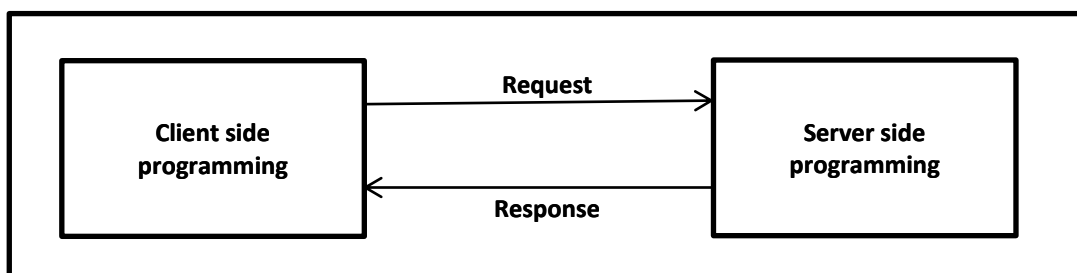 Client side
programming
Request
Response
Server side
programming